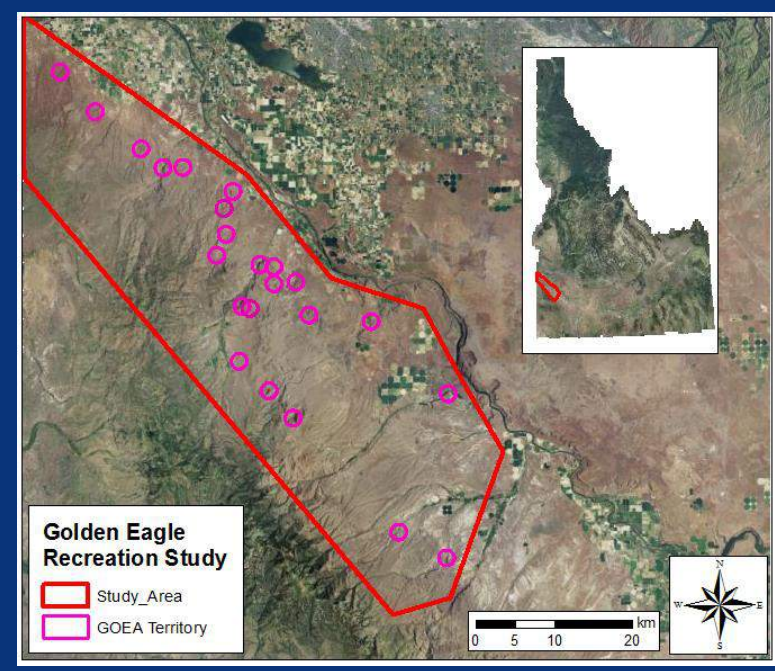 Golden Eagle
Recreation Study
Study_Area
GOEA Territory
km
0 5 10 20
N
W E
S